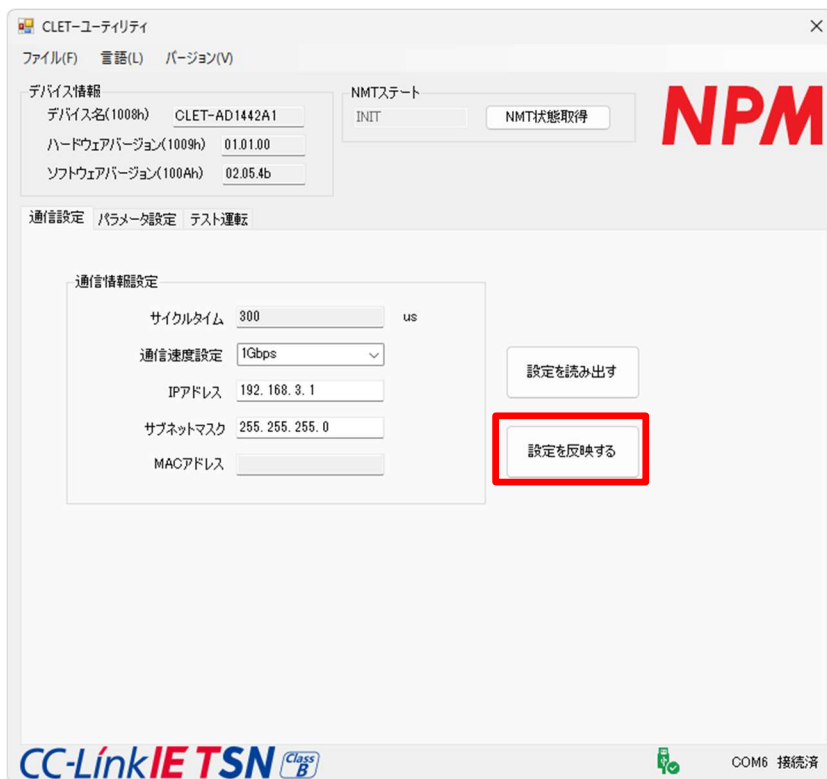 CLET-ユーティリティ
ファイル(F) 言語(L) バージョン(V)
デバイス情報
デバイス名(1008h) CLET-AD1442A1
ハードウェアバージョン(1009h) 01.01.00
ソフトウェアバージョン(100Ah) 02.05.4b
NMTステート
INIT NMT状態取得
NPM
通信設定 パラメータ設定 テスト運転
通信情報設定
サイクルタイム 300 us
通信速度設定 1Gbps
IPアドレス 192.168.3.1
サブネットマスク 255.255.255.0
MACアドレス
設定を読み出す
設定を反映する
CC-Link IE TSN Class B
COM6 接続済